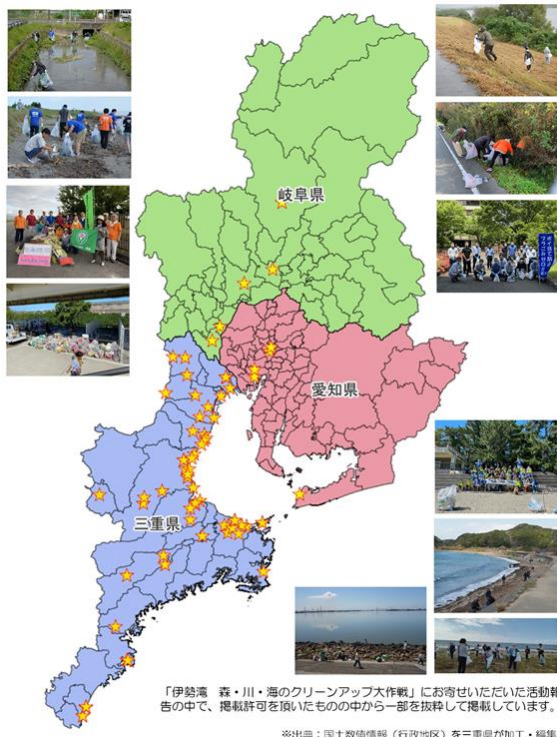 岐阜県
愛知県
三重県
「伊勢湾 森・川・海のクリーンアップ大作戦」にお寄せいただいた活動報
告の中で、掲載許可を頂いたものの中から一部を抜粋して掲載しています。
※出典：国土数値情報（行政地区）を三重県が加工・編集